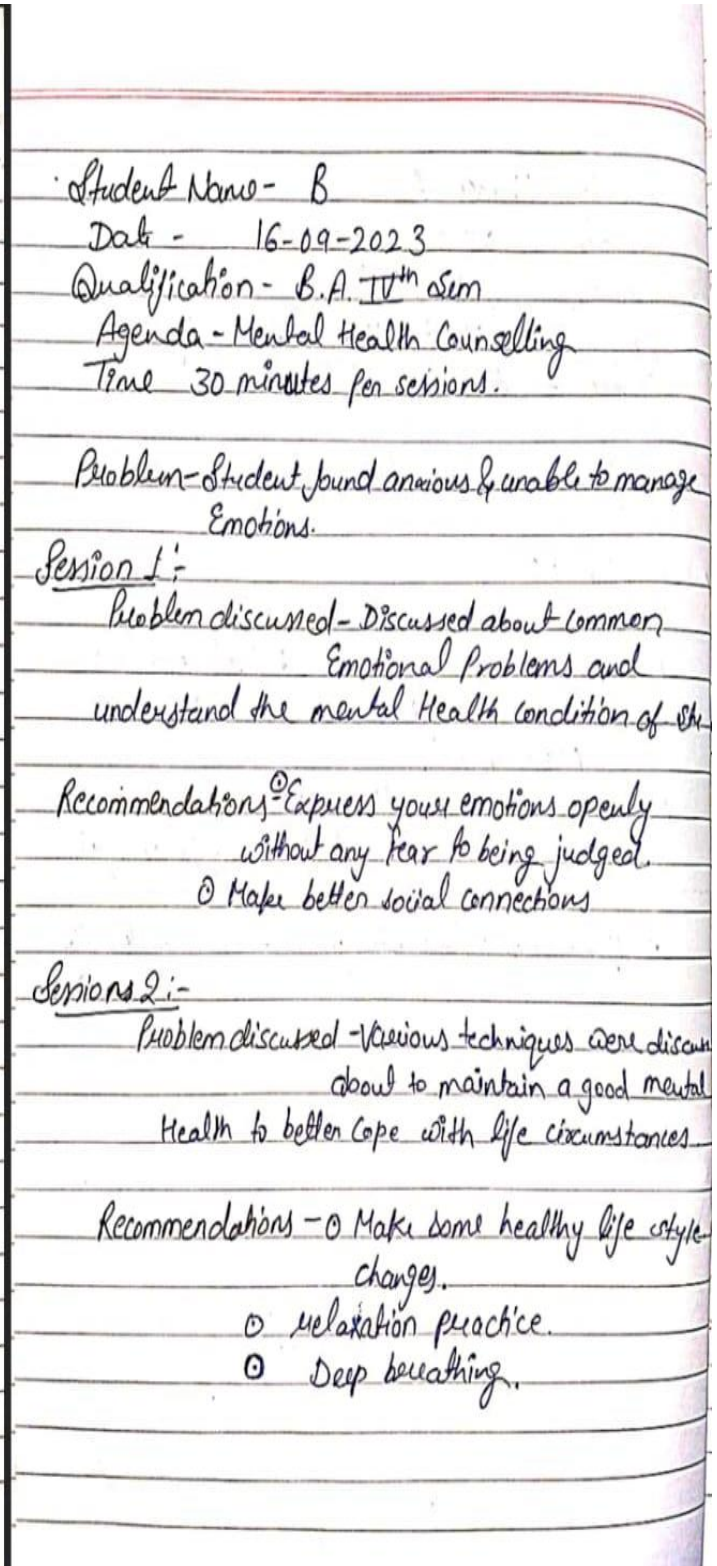 Student Name - B
Date - 16-09-2023
Qualification - B.A. IVth Sem
Agenda - Mental Health Counselling
Time 30 minutes per sessions.
Problem - Student found anxious & unable to manage
Emotions.
Session 1:-
Problem discussed - Discussed about common
Emotional Problems and
understand the mental Health condition of
Recommendations - ⊙ Express your emotions openly
without any fear to being judged.
⊙ Make better social connections
Sessions 2:-
Problem discussed - Various techniques were
about to maintain a good mental
Health to better cope with life circumstances
Recommendations - ⊙ Make some healthy life style
changes.
⊙ relaxation practice.
⊙ Deep breathing.